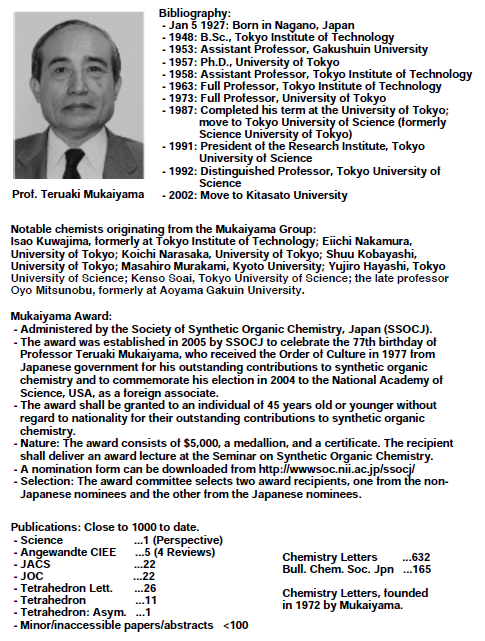 Bibliography:
- Jan 5 1927: Born in Nagano, Japan
- 1948: B.Sc., Tokyo Institute of Technology
- 1953: Assistant Professor, Gakushuin University
- 1957: Ph.D., University of Tokyo
- 1958: Assistant Professor, Tokyo Institute of Technology
- 1963: Full Professor, Tokyo Institute of Technology
- 1973: Full Professor, University of Tokyo
- 1987: Completed his term at the University of Tokyo;
move to Tokyo University of Science (formerly
Science University of Tokyo)
- 1991: President of the Research Institute, Tokyo
University of Science
- 1992: Distinguished Professor, Tokyo University of
Science
- 2002: Move to Kitasato University
Prof. Teruaki Mukaiyama
Notable chemists originating from the Mukaiyama Group:
Isao Kuwajima, formerly at Tokyo Institute of Technology; Eiichi Nakamura,
University of Tokyo; Koichi Narasaka, University of Tokyo; Shuu Kobayashi,
University of Tokyo; Masahiro Murakami, Kyoto University; Yujiro Hayashi, Tokyo
University of Science; Kenso Soai, Tokyo University of Science; the late professor
Oyo Mitsunobu, formerly at Aoyama Gakuin University.
Mukaiyama Award:
- Administered by the Society of Synthetic Organic Chemistry, Japan (SSOCJ).
- The award was established in 2005 by SSOCJ to celebrate the 77th birthday of
Professor Teruaki Mukaiyama, who received the Order of Culture in 1977 from
Japanese government for his outstanding contributions to synthetic organic
chemistry and to commemorate his election in 2004 to the National Academy of
Science, USA, as a foreign associate.
- The award shall be granted to an individual of 45 years old or younger without
regard to nationality for their outstanding contributions to synthetic organic
chemistry.
- Nature: The award consists of $5,000, a medallion, and a certificate. The recipient
shall deliver an award lecture at the Seminar on Synthetic Organic Chemistry.
- A nomination form can be downloaded from http://wwwsoc.nii.ac.jp/ssocj/
- Selection: The award committee selects two award recipients, one from the non-
Japanese nominees and the other from the Japanese nominees.
Publications: Close to 1000 to date.
- Science ...1 (Perspective)
- Angewandte CIEE ...5 (4 Reviews)
- JACS ...22
- JOC ...22
- Tetrahedron Lett. ...26
- Tetrahedron ...11
- Tetrahedron: Asym. ...1
- Minor/inaccessible papers/abstracts <100
Chemistry Letters ...632
Bull. Chem. Soc. Jpn ...165
Chemistry Letters, founded
in 1972 by Mukaiyama.